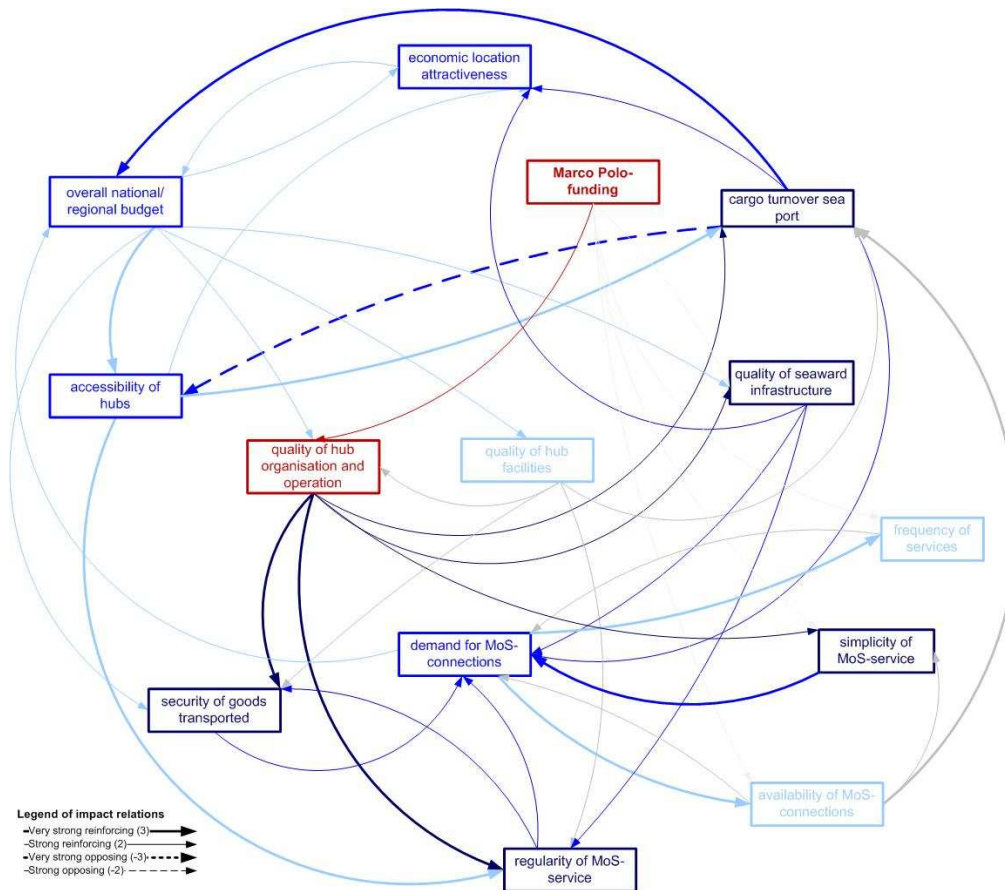 economic location
attractiveness
Marco Polo-
funding
overall national/
regional budget
cargo turnover sea
port
accessibility of
hubs
quality of seaward
infrastructure
quality of hub
organisation and
operation
quality of hub
facilities
frequency of
services
demand for MoS-
connections
simplicity of
MoS-service
security of goods
transported
availability of MoS-
connections
regularity of MoS-
service
Legend of impact relations
Very strong reinforcing (3)
Strong reinforcing (2)
Very strong opposing (-3)
Strong opposing (-2)